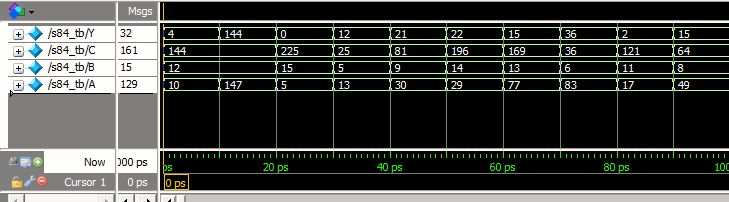 Msgs
/s84_tb/Y 32 4 144 0 12 21 22 15 36 2 15
/s84_tb/C 161 144 225 25 81 196 169 36 121 64
/s84_tb/B 15 12 15 5 9 14 13 6 11 8
/s84_tb/A 129 10 147 5 13 30 29 77 83 17 49
Now 000 ps ps 20 ps 40 ps 60 ps 80 ps 100
Cursor 1 0 ps 0 ps